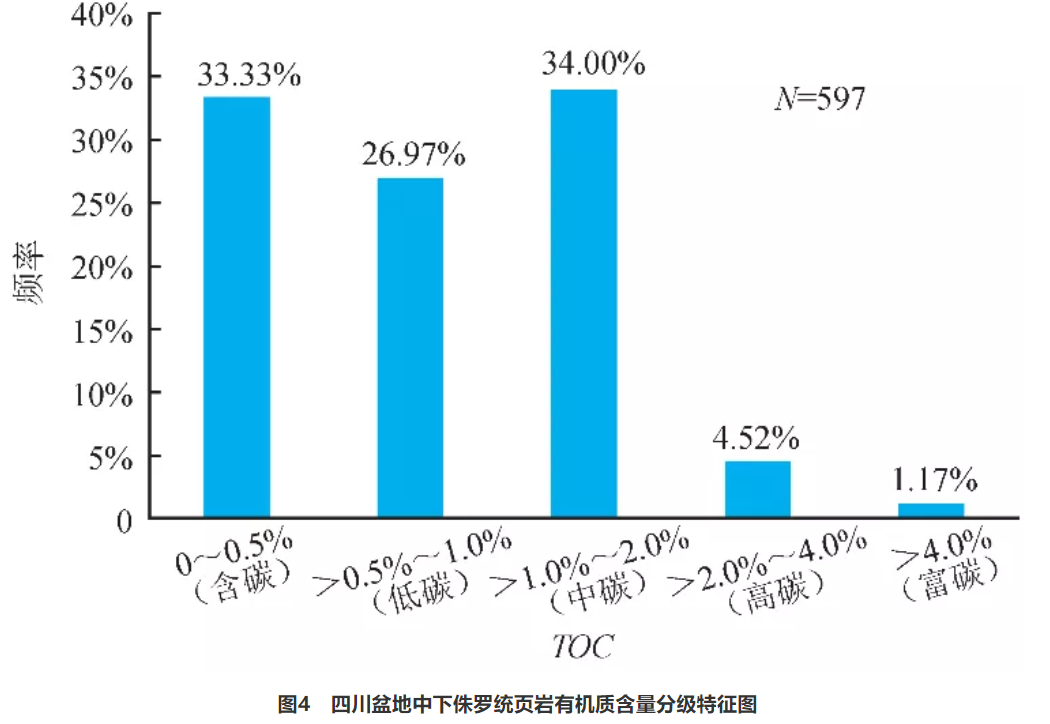 40%
35%
30%
25%
20%
15%
10%
5%
0
频率
33.33%
26.97%
34.00%
4.52%
1.17%
N=597
0～0.5%
（含碳）
＞0.5%～1.0%
（低碳）
＞1.0%～2.0%
（中碳）
＞2.0%～4.0%
（高碳）
＞4.0%
（富碳）
TOC
图4 四川盆地中下侏罗统页岩有机质含量分级特征图